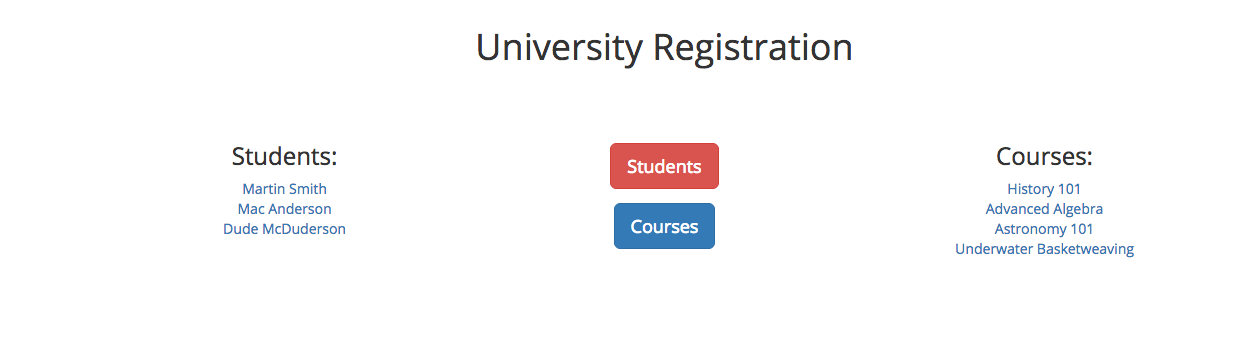 University Registration
Students:
Martin Smith
Mac Anderson
Dude McDuderson
Students
Courses
Courses:
History 101
Advanced Algebra
Astronomy 101
Underwater Basketweaving